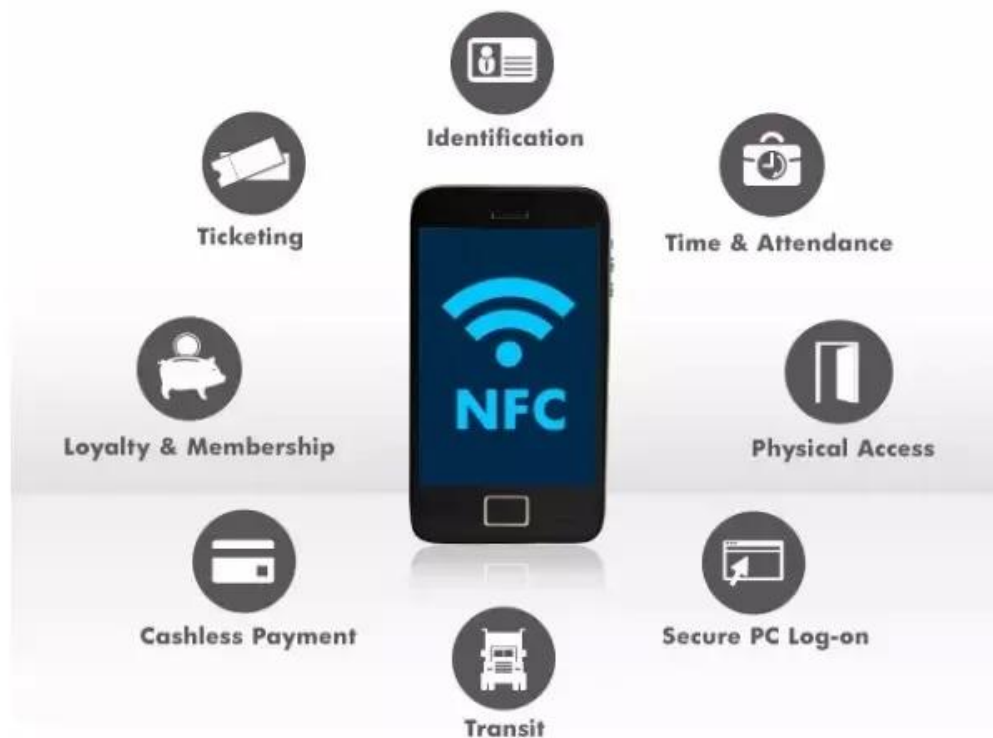 Identification
Ticketing
Time & Attendance
NFC
Loyalty & Membership
Physical Access
Cashless Payment
Secure PC Log-on
Transit